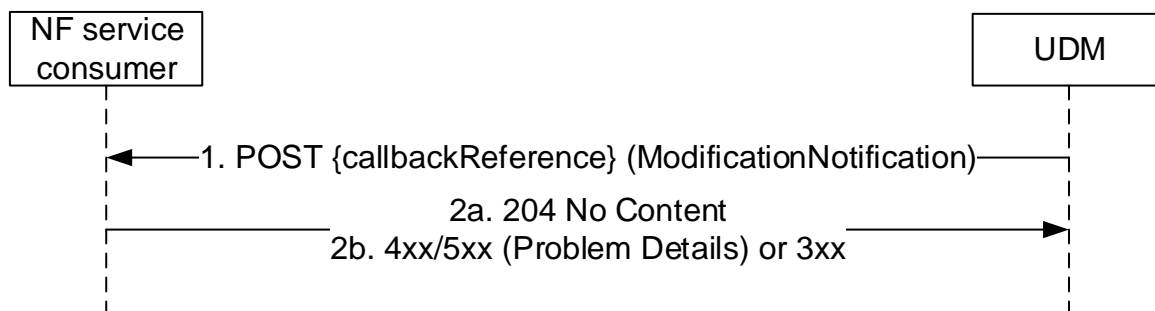 NF service
consumer
UDM
1. POST {callbackReference} (ModificationNotification)
2a. 204 No Content
2b. 4xx/5xx (Problem Details) or 3xx